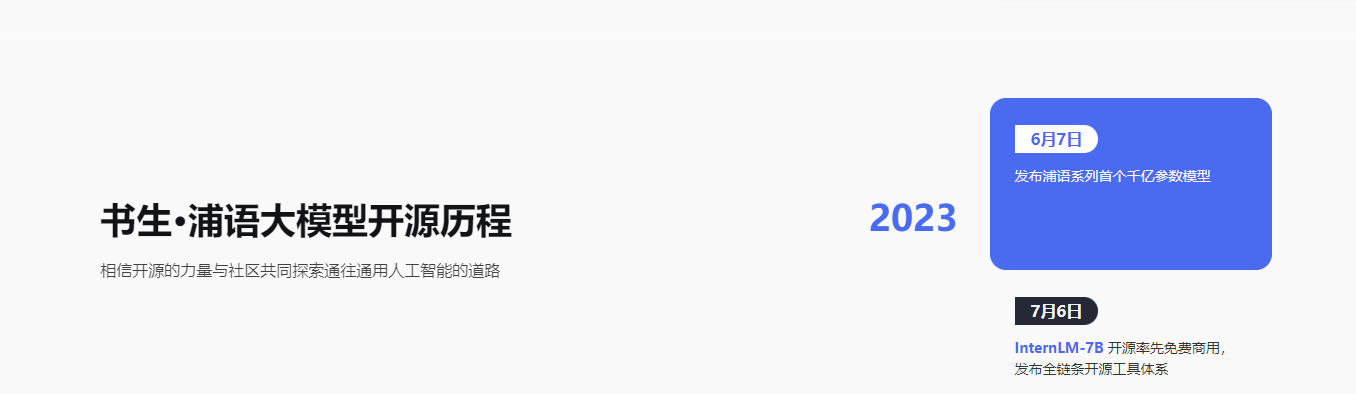 书生·浦语大模型开源历程
相信开源的力量与社区共同探索通往通用人工智能的道路
2023
6月7日
发布浦语系列首个千亿参数模型
7月6日
InternLM-7B 开源率先免费商用，
发布全链条开源工具体系